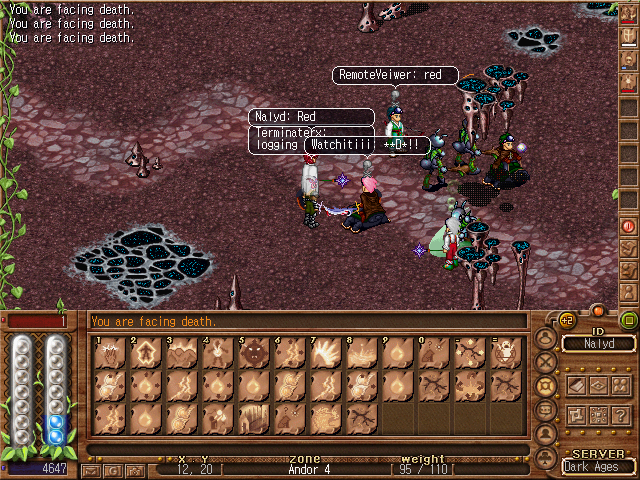 You are facing death.
You are facing death.
You are facing death.
RemoteVeiwer: red
Nalyd: Red
Terminaterx:
logging
Watchitiii: **D*!!
1
You are facing death.
1 2 3 4 5 6 7 8 9 0 - =
+2
ID
Nalyd
SERVER
Dark Ages
4647
X Y
12, 20
ZONE
Andor 4
weight
95 / 110